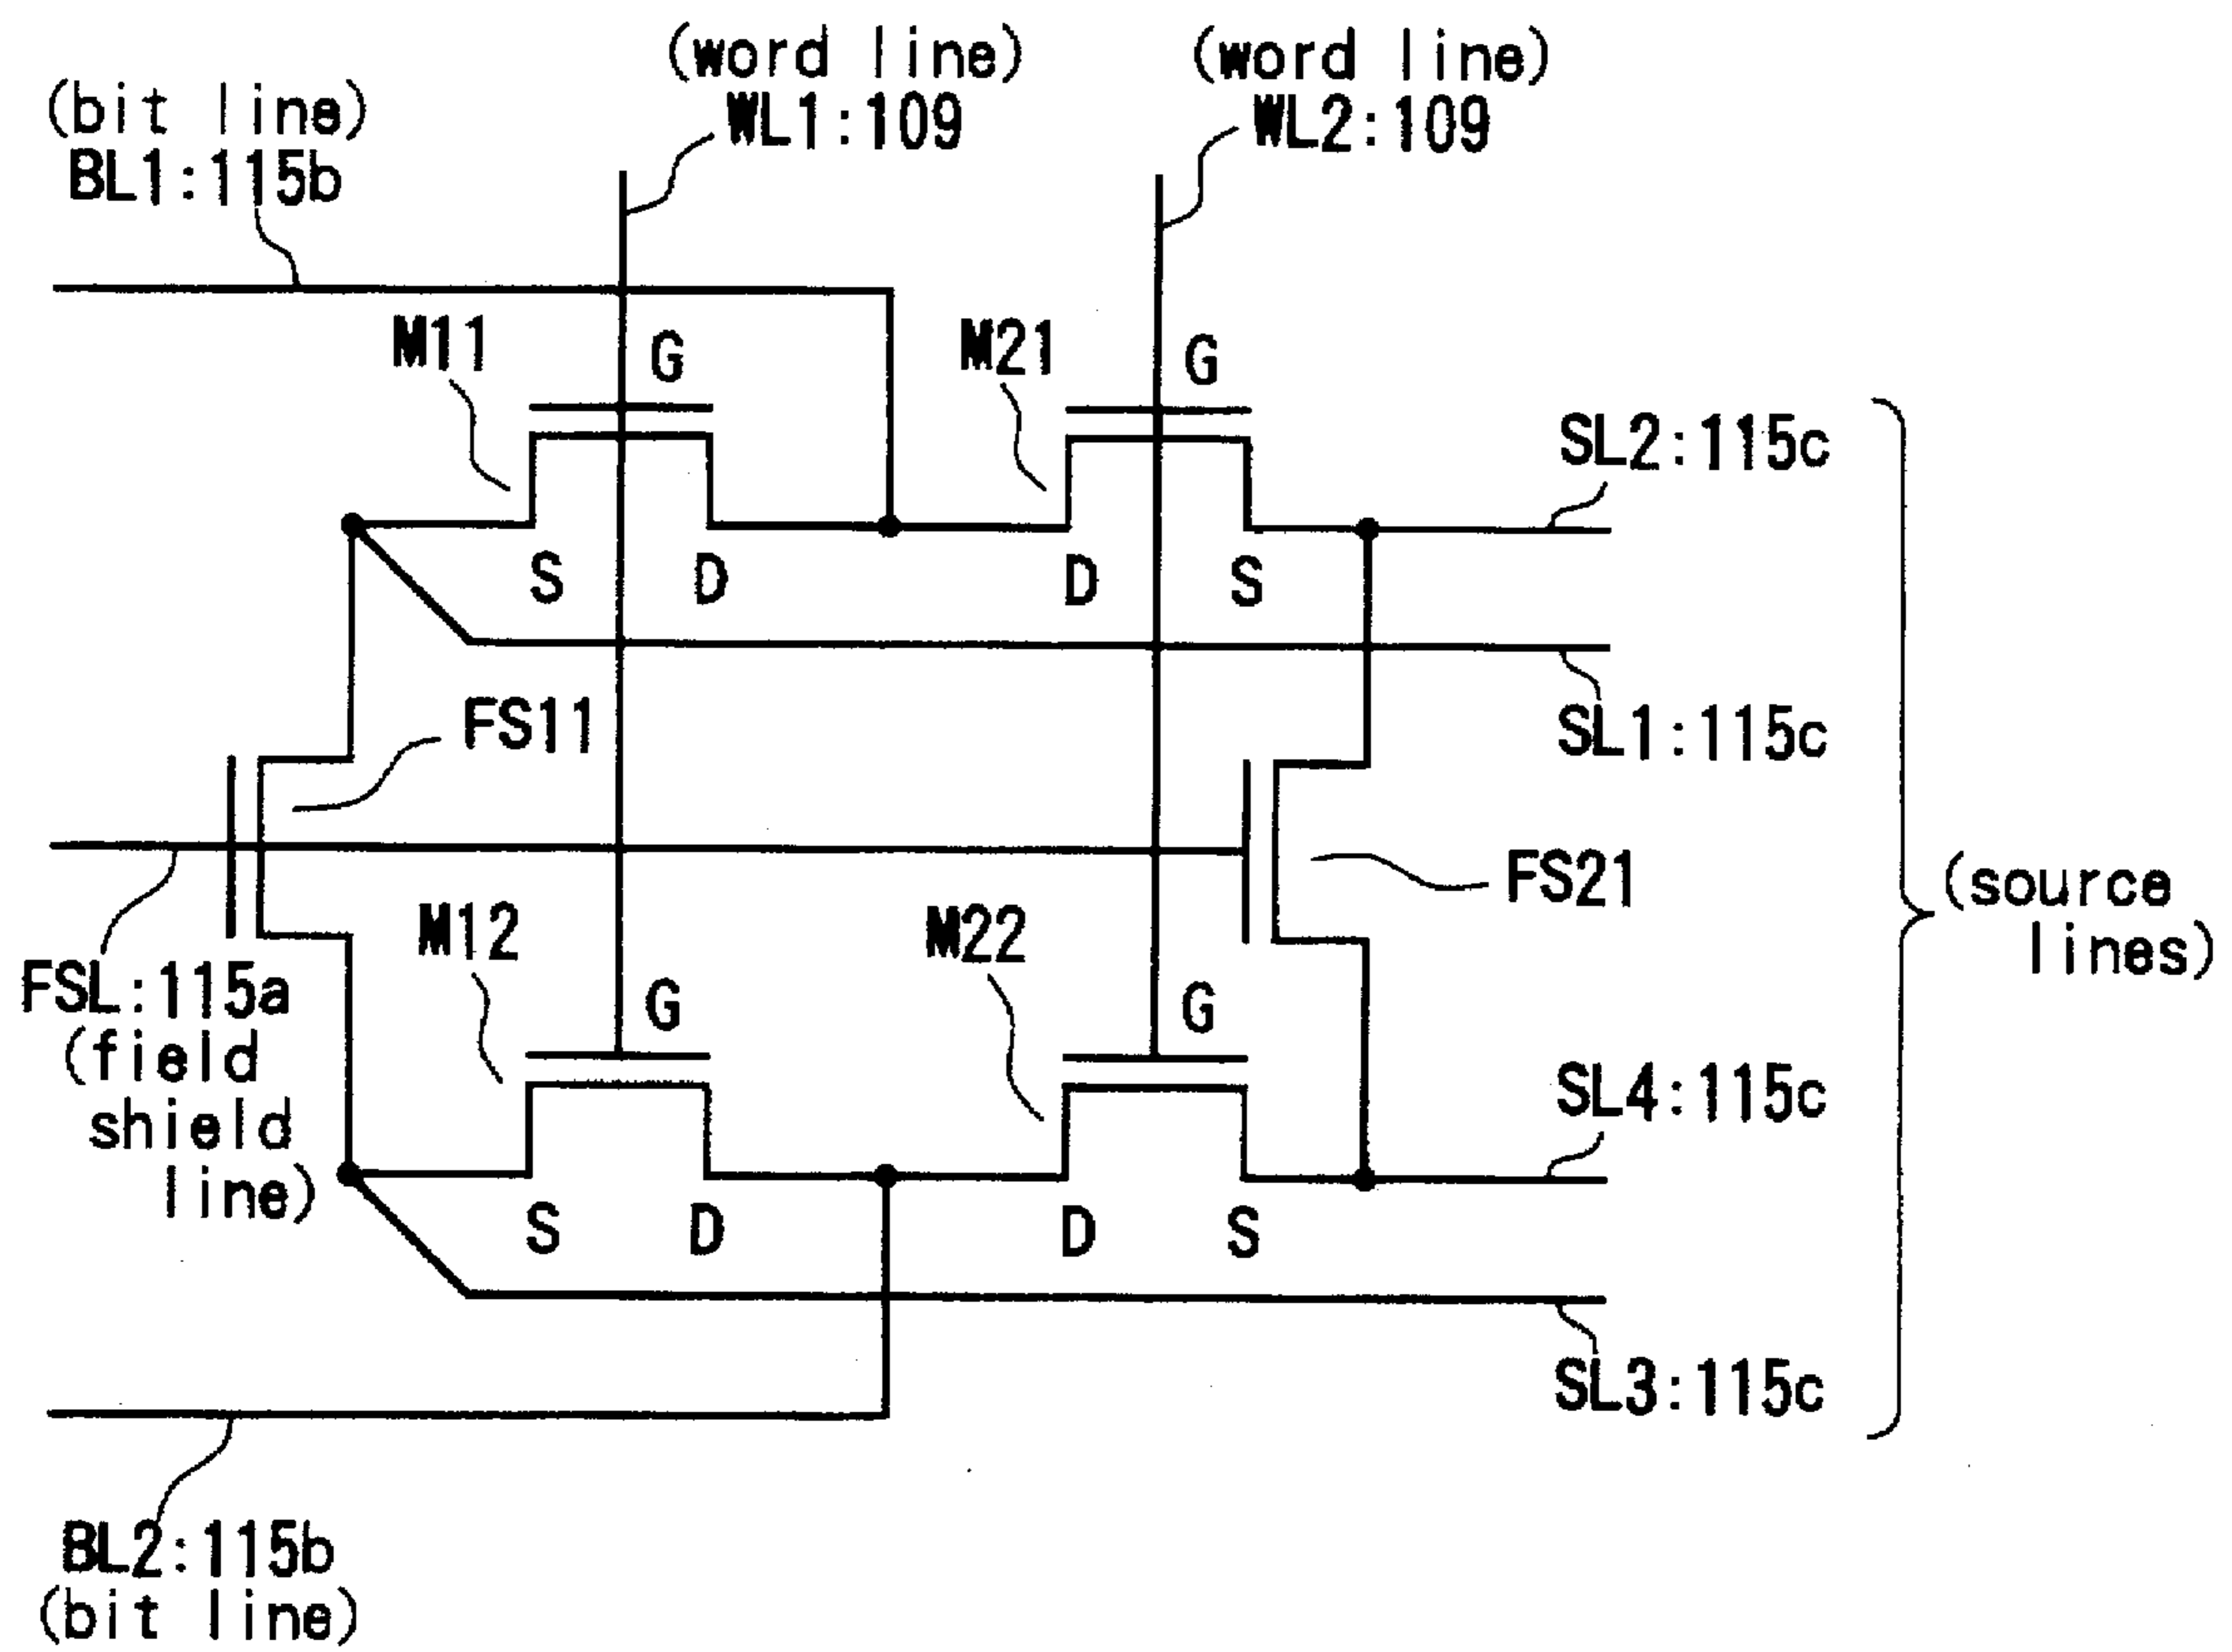 (word line)
WL1:109
(word line)
WL2:109
(bit line)
BL1:115b
M11
G
M21
G
SL2:115c
S
D
D
S
FS11
SL1:115c
FS21
(source
lines)
M12
M22
FSL:115a
(field
shield
line)
G
G
SL4:115c
S
D
D
S
SL3:115c
BL2:115b
(bit line)